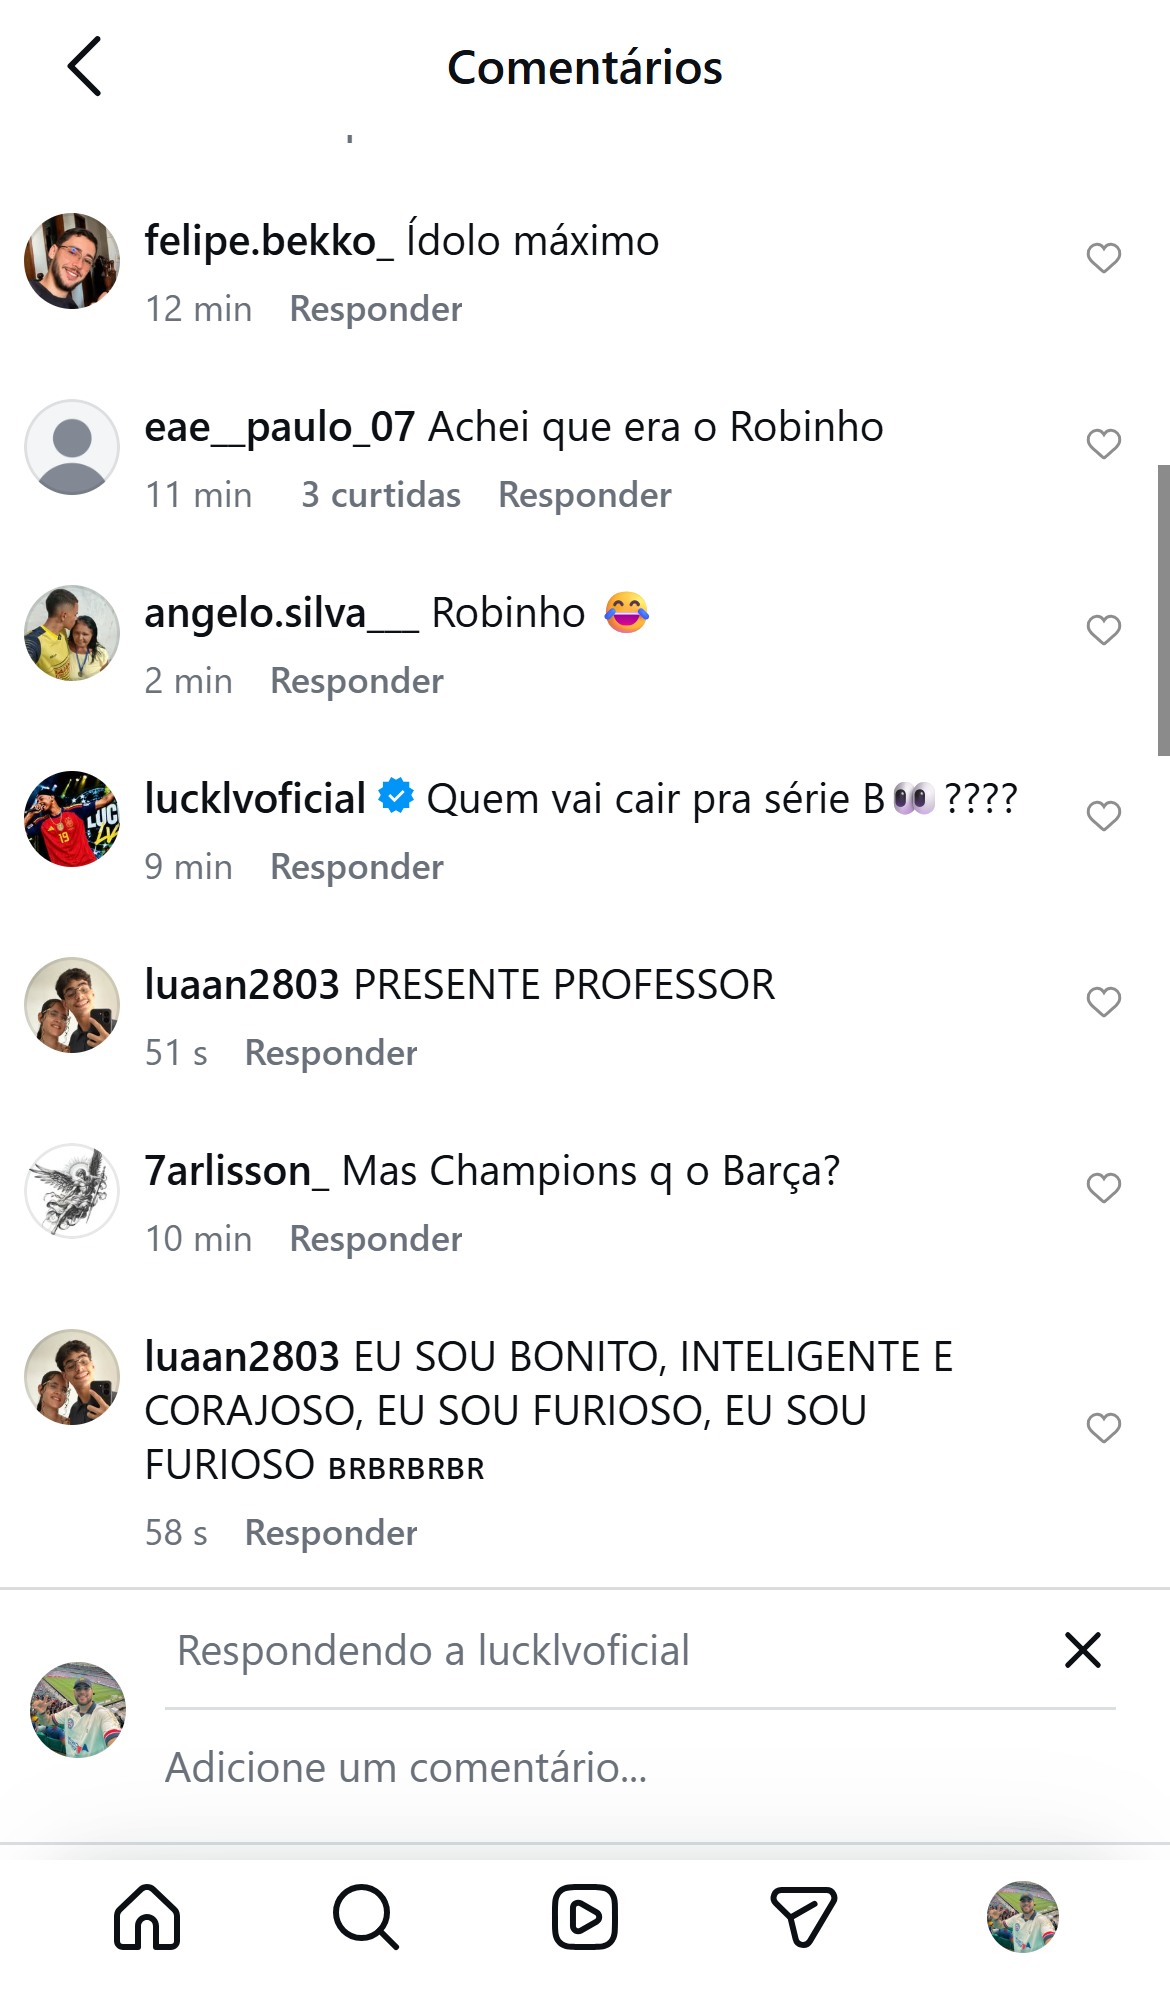 Comentários
felipe.bekko_ Ídolo máximo
12 min Responder
eae__paulo_07 Achei que era o Robinho
11 min 3 curtidas Responder
angelo.silva___ Robinho 😂
2 min Responder
lucklvoficial Quem vai cair pra série B👀????
9 min Responder
luaan2803 PRESENTE PROFESSOR
51 s Responder
7arlisson_ Mas Champions q o Barça?
10 min Responder
luaan2803 EU SOU BONITO, INTELIGENTE E
CORAJOSO, EU SOU FURIOSO, EU SOU
FURIOSO ʙʀʙʀʙʀʙʀ
58 s Responder
Respondendo a lucklvoficial
Adicione um comentário...